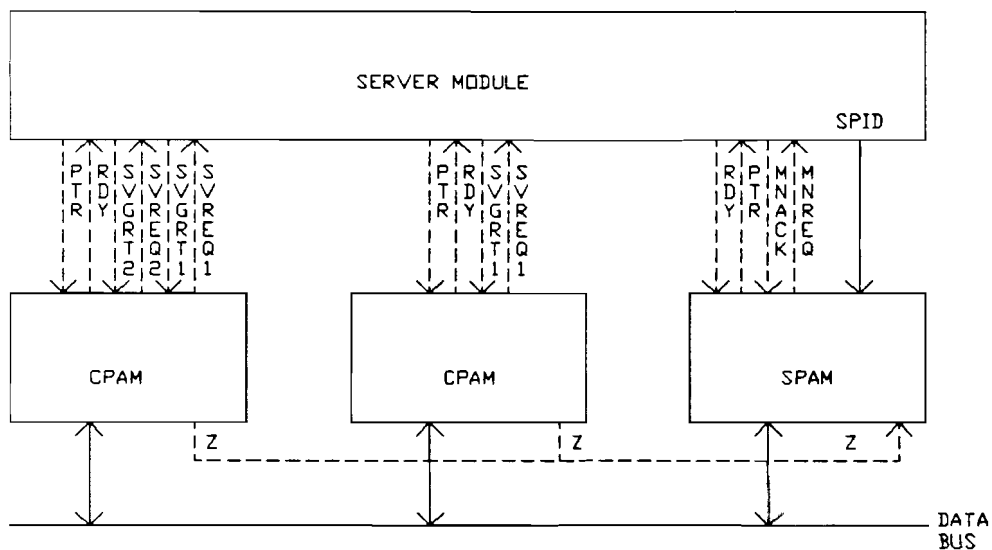 SERVER MODULE
SPID
PTR
RDY
SVGRT2
SVREQ2
SVGRT1
SVREQ1
PTR
RDY
SVGRT1
SVREQ1
RDY
PTR
MNACK
MNREQ
CPAM
CPAM
SPAM
Z
Z
Z
DATA
BUS